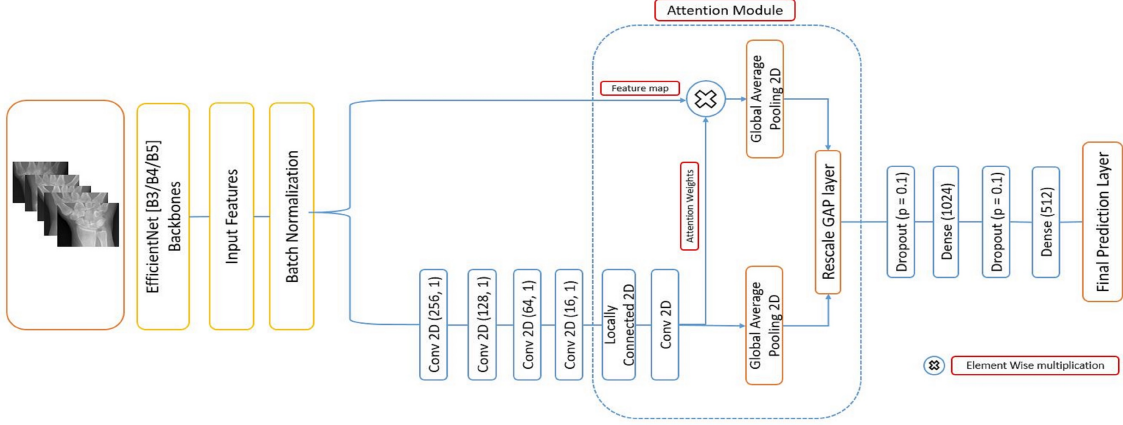 Attention Module
EfficientNet [B3/B4/B5]
Backbones
Input Features
Batch Normalization
Feature map
Global Average
Pooling 2D
Attention Weights
Conv 2D (256, 1)
Conv 2D (128, 1)
Conv 2D (64, 1)
Conv 2D (16, 1)
Locally
Connected 2D
Conv 2D
Global Average
Pooling 2D
Rescale GAP layer
Dropout (p = 0.1)
Dense (1024)
Dropout (p = 0.1)
Dense (512)
Final Prediction Layer
Element Wise multiplication